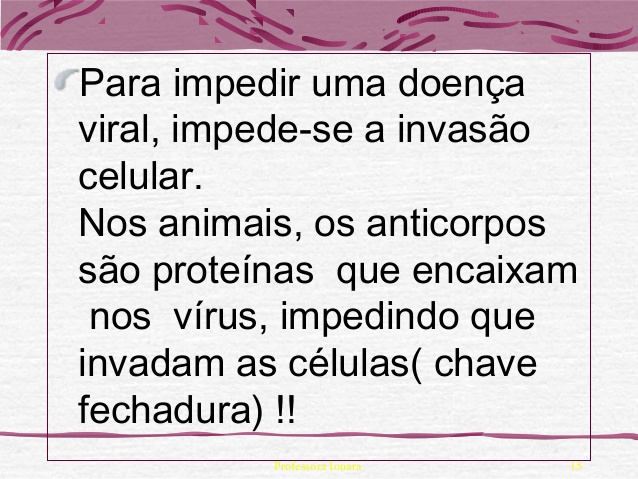 Para impedir uma doença
viral, impede-se a invasão
celular.
Nos animais, os anticorpos
são proteínas  que encaixam
nos  vírus, impedindo que
invadam as células( chave
fechadura) !!
Professora Ionara 15